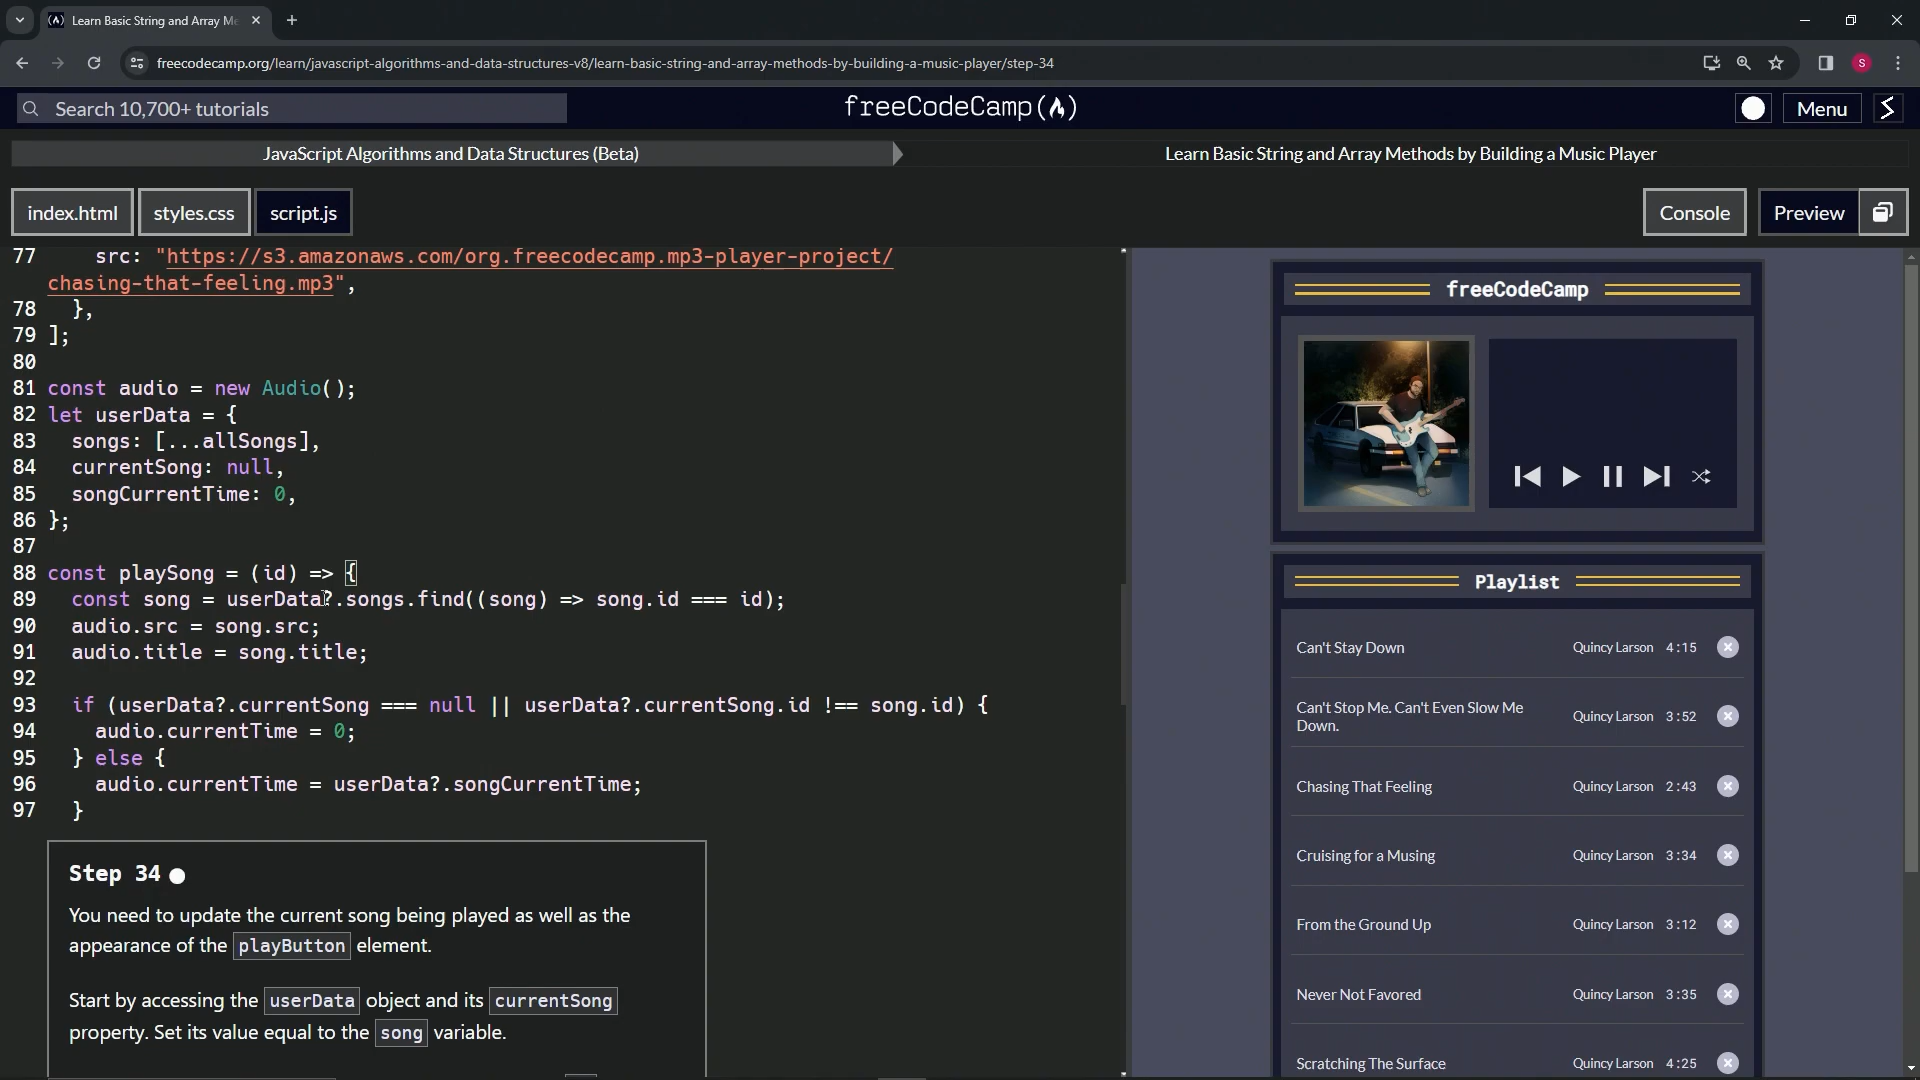 Learn Basic String and Array Me
freecodecamp.org/learn/javascript-algorithms-and-data-structures-v8/learn-basic-string-and-array-methods-by-building-a-music-player/step-34
S
Search 10,700+ tutorials
freeCodeCamp
Menu
JavaScript Algorithms and Data Structures (Beta)
Learn Basic String and Array Methods by Building a Music Player
index.html
styles.css
script.js
Console
Preview
77 src: "https://s3.amazonaws.com/org.freecodecamp.mp3-player-project/
chasing-that-feeling.mp3",
78 },
79 ];
80
81 const audio = new Audio();
82 let userData = {
83 songs: [...allSongs],
84 currentSong: null,
85 songCurrentTime: 0,
86 };
87
88 const playSong = (id) => {
89 const song = userData?.songs.find((song) => song.id === id);
90 audio.src = song.src;
91 audio.title = song.title;
92
93 if (userData?.currentSong === null || userData?.currentSong.id !== song.id) {
94 audio.currentTime = 0;
95 } else {
96 audio.currentTime = userData?.songCurrentTime;
97 }
Step 34
You need to update the current song being played as well as the
appearance of the playButton element.
Start by accessing the userData object and its currentSong
property. Set its value equal to the song variable.
freeCodeCamp
Playlist
Can't Stay Down Quincy Larson 4:15
Can't Stop Me. Can't Even Slow Me
Down. Quincy Larson 3:52
Chasing That Feeling Quincy Larson 2:43
Cruising for a Musing Quincy Larson 3:34
From the Ground Up Quincy Larson 3:12
Never Not Favored Quincy Larson 3:35
Scratching The Surface Quincy Larson 4:25